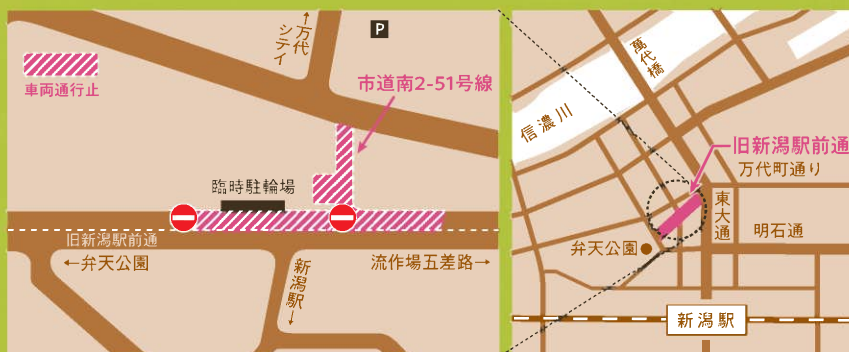 ↑万代シテイ
P
車両通行止
市道南2-51号線
臨時駐輪場
旧新潟駅前通
←弁天公園
新潟駅→
流作場五差路→
萬代橋
信濃川
旧新潟駅前通
万代町通り
東大通
明石通
弁天公園
新潟駅